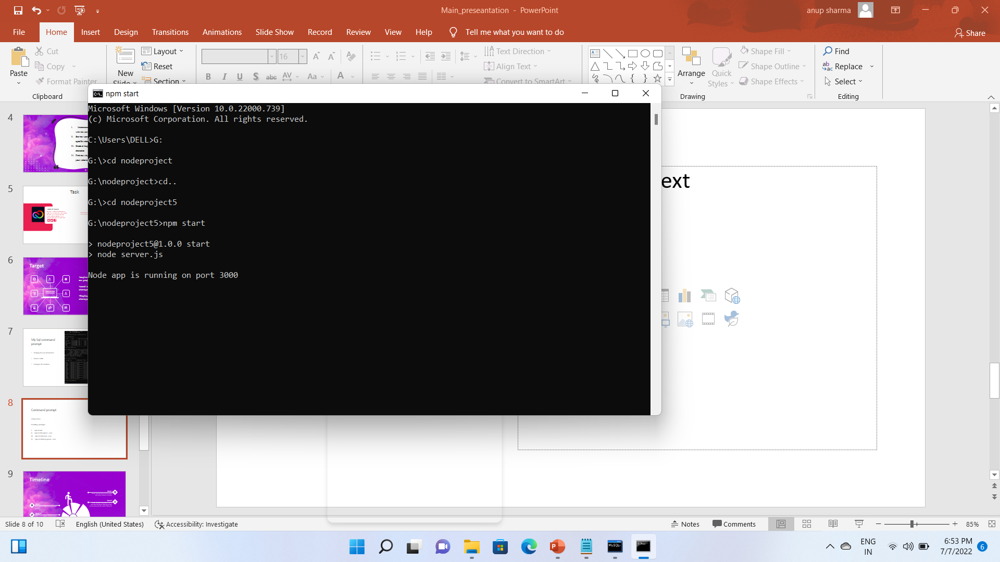 Main_preseantation - PowerPoint
anup sharma
File
Home
Insert
Design
Transitions
Animations
Slide Show
Record
Review
View
Help
Tell me what you want to do
Share
Paste
Cut
Copy
Format Painter
Clipboard
New
Slide
Layout
Reset
Section
16
Text Direction
Align Text
Convert to SmartArt
Arrange
Quick
Styles
Shape Fill
Shape Outline
Shape Effects
Drawing
Find
Replace
Select
Editing
npm start
Microsoft Windows [Version 10.0.22000.739]
(c) Microsoft Corporation. All rights reserved.
C:\Users\DELL>G:
G:\>cd nodeproject
G:\nodeproject>cd..
G:\>cd nodeproject5
G:\nodeproject5>npm start
> nodeproject5@1.0.0 start
> node server.js
Node app is running on port 3000
ext
4
5
Task
6
Target
7
My Sql command
prompt
8
Command prompt
9
Timeline
Slide 8 of 10
English (United States)
Accessibility: Investigate
Notes
Comments
85%
ENG
IN
6:53 PM
7/7/2022
6